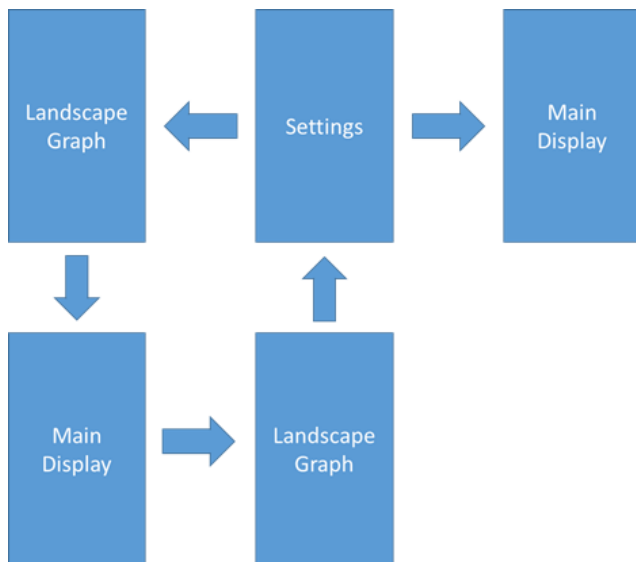 Landscape
Graph
Settings
Main
Display
Main
Display
Landscape
Graph